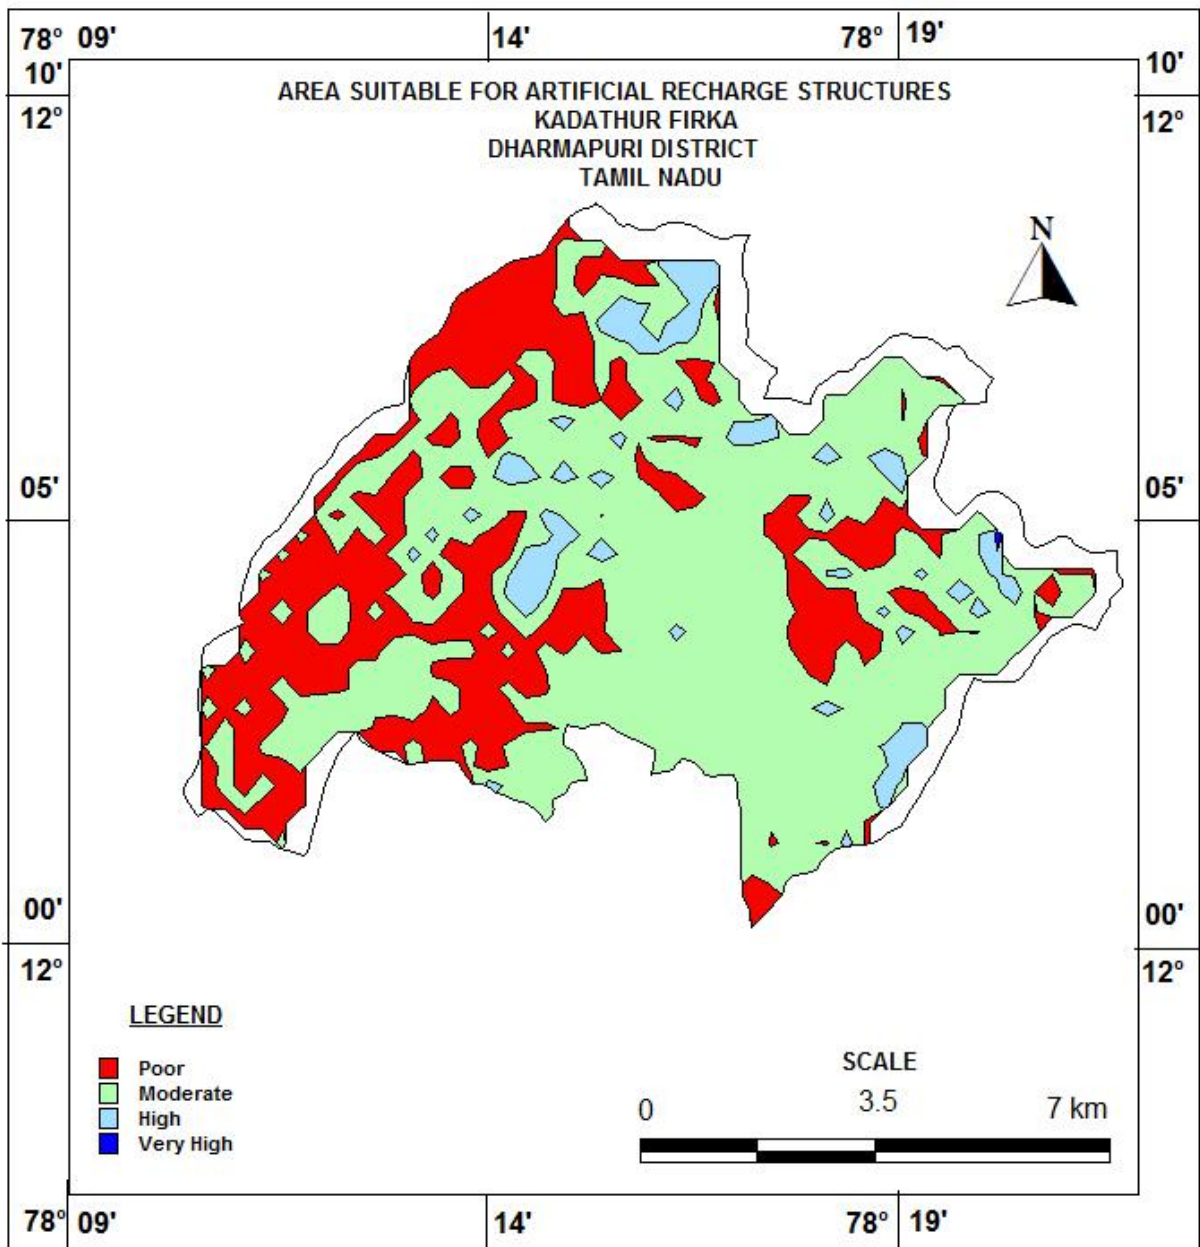 78° 09' 14' 78° 19'
10' 10'
12° 12°
AREA SUITABLE FOR ARTIFICIAL RECHARGE STRUCTURES
KADATHUR FIRKA
DHARMAPURI DISTRICT
TAMIL NADU
N
05' 05'
00' 00'
12° 12°
LEGEND
Poor
Moderate
High
Very High
SCALE
0 3.5 7 km
78° 09' 14' 78° 19'